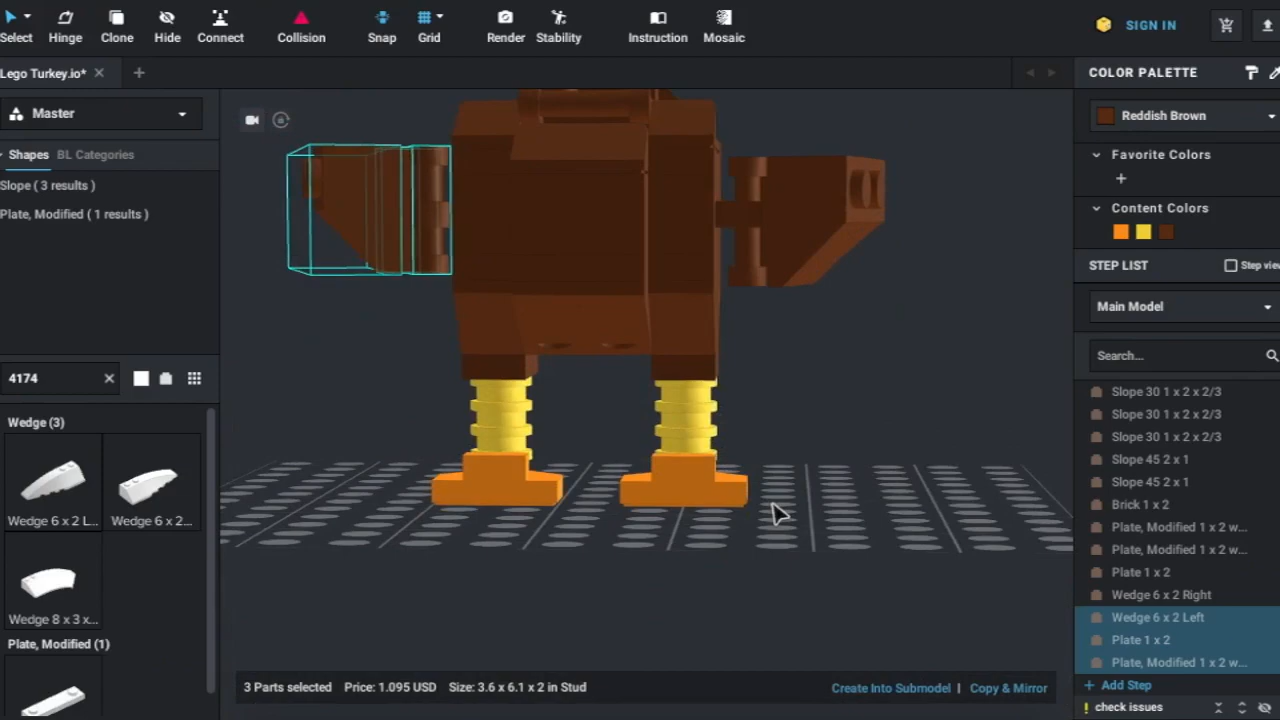 Select
Hinge
Clone
Hide
Connect
Collision
Snap
Grid
Render
Stability
Instruction
Mosaic
SIGN IN
Lego Turkey.io*
COLOR PALETTE
Master
Reddish Brown
Shapes
BL Categories
Favorite Colors
Slope ( 3 results )
Plate, Modified ( 1 results )
Content Colors
STEP LIST
Step view
Main Model
Search...
4174
Slope 30 1 x 2 x 2/3
Slope 30 1 x 2 x 2/3
Slope 30 1 x 2 x 2/3
Slope 45 2 x 1
Slope 45 2 x 1
Brick 1 x 2
Plate, Modified 1 x 2 w...
Plate, Modified 1 x 2 w...
Plate 1 x 2
Wedge 6 x 2 Right
Wedge 6 x 2 Left
Plate 1 x 2
Plate, Modified 1 x 2 w...
Add Step
check issues
Wedge (3)
Wedge 6 x 2 L...
Wedge 6 x 2...
Wedge 8 x 3 x...
Plate, Modified (1)
3 Parts selected
Price: 1.095 USD
Size: 3.6 x 6.1 x 2 in Stud
Create Into Submodel
Copy & Mirror